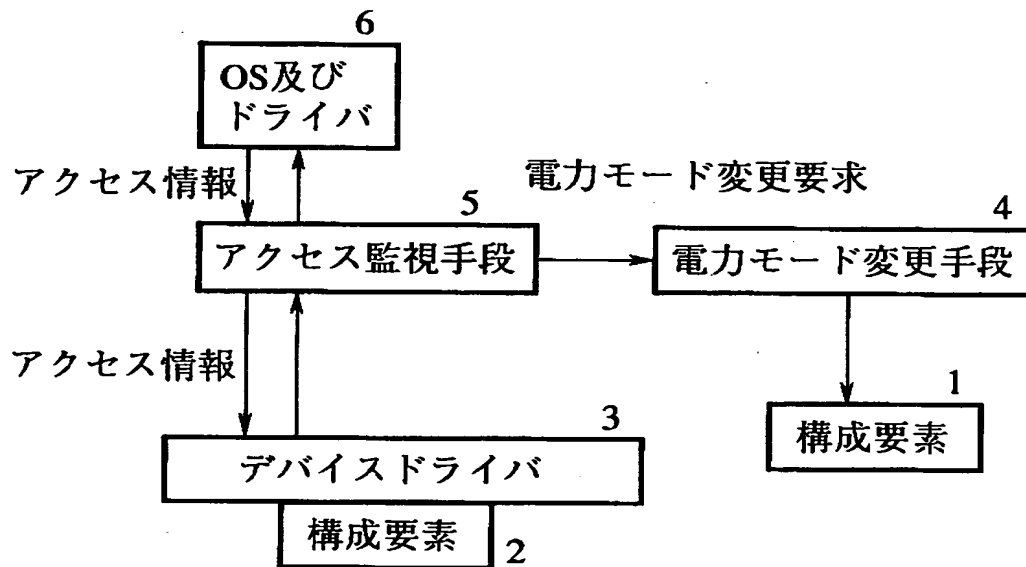 6
OS及び
ドライバ
アクセス情報
電力モード変更要求
5
4
アクセス監視手段
電力モード変更手段
アクセス情報
1
構成要素
3
デバイスドライバ
構成要素
2